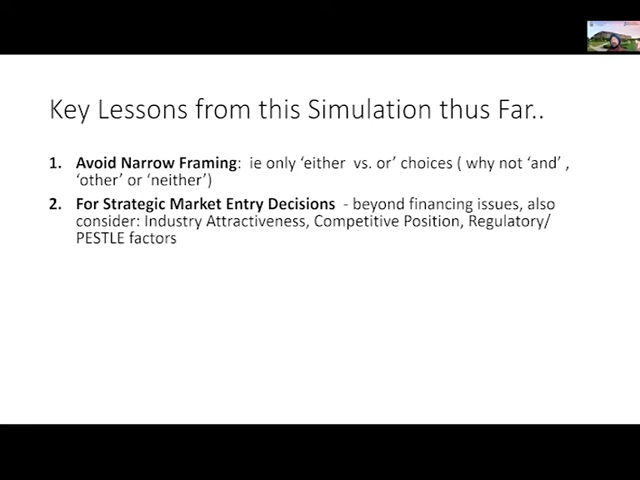 Key Lessons from this Simulation thus Far..
1. Avoid Narrow Framing: ie only 'either vs. or' choices ( why not 'and' ,
'other' or 'neither')
2. For Strategic Market Entry Decisions - beyond financing issues, also
consider: Industry Attractiveness, Competitive Position, Regulatory/
PESTLE factors